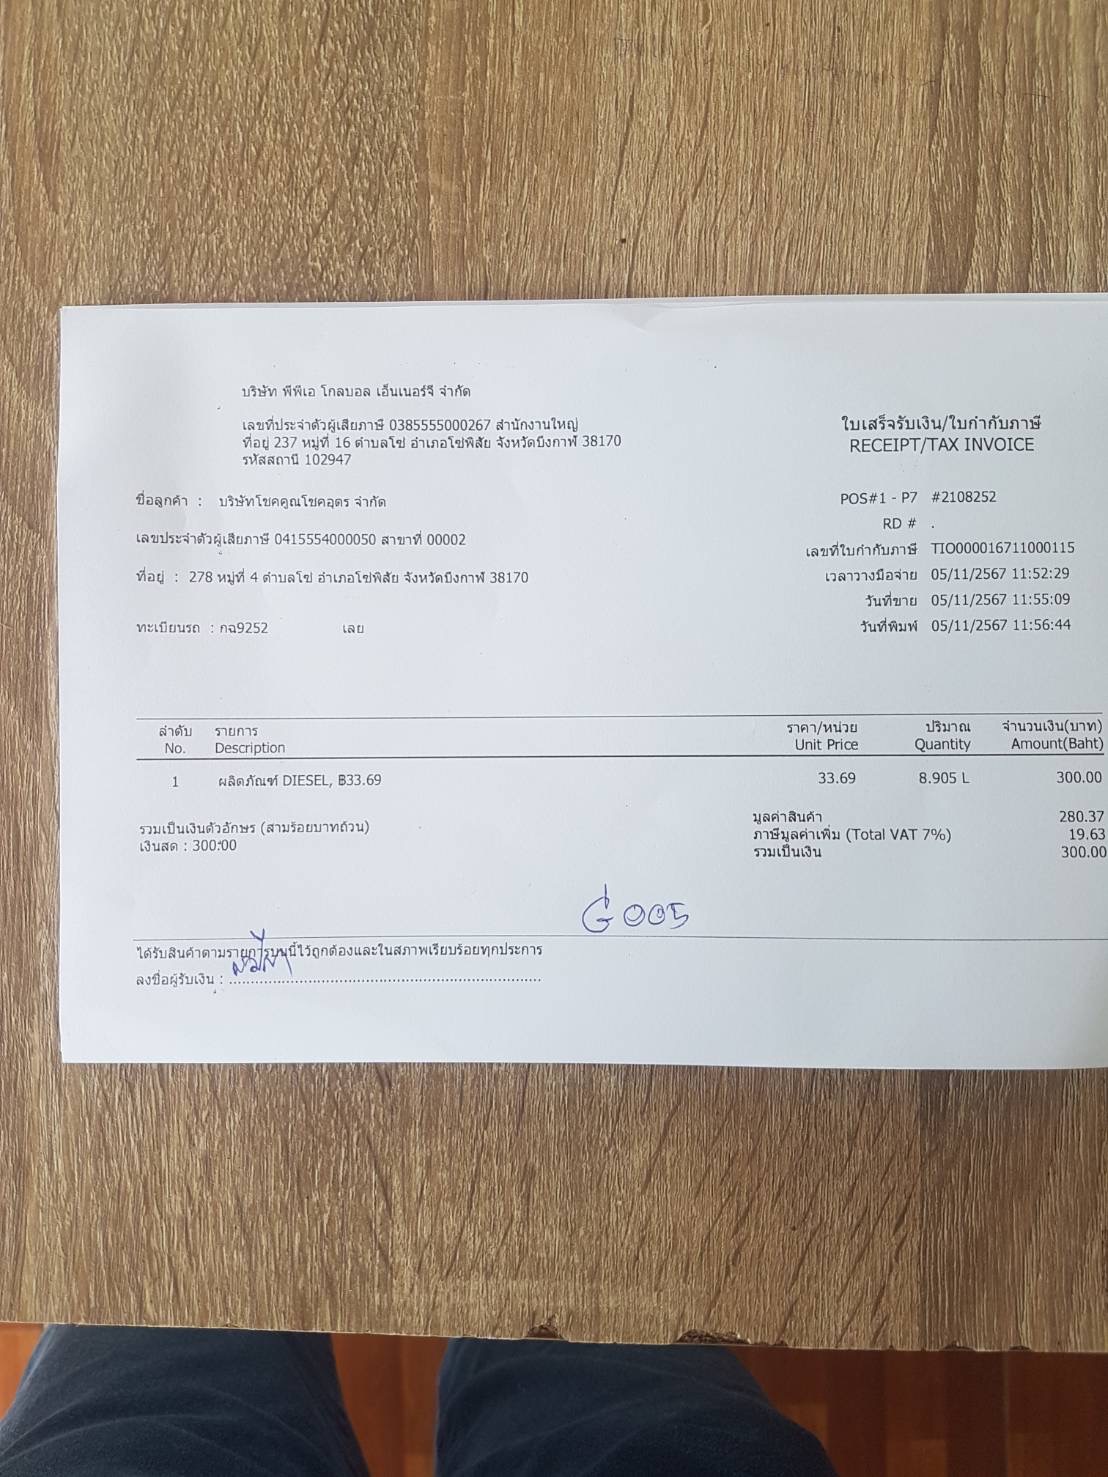 บริษัท พีพีเอ โกลบอล เอ็นเนอร์จี จำกัด
เลขที่ประจำตัวผู้เสียภาษี 0385555000267 สำนักงานใหญ่
ที่อยู่ 237 หมู่ที่ 16 ตำบลโซ่ อำเภอโซ่พิสัย จังหวัดบึงกาฬ 38170
รหัสสถานี 102947
ใบเสร็จรับเงิน/ใบกำกับภาษี
RECEIPT/TAX INVOICE
ชื่อลูกค้า : บริษัทโชคคูณโชคอุดร จำกัด
เลขประจำตัวผู้เสียภาษี 0415554000050 สาขาที่ 00002
ที่อยู่ : 278 หมู่ที่ 4 ตำบลโซ่ อำเภอโซ่พิสัย จังหวัดบึงกาฬ 38170
ทะเบียนรถ : กฉ9252 เลย
POS#1 - P7 #2108252
RD # .
เลขที่ใบกำกับภาษี TIO000016711000115
เวลาวางมือจ่าย 05/11/2567 11:52:29
วันที่ขาย 05/11/2567 11:55:09
วันที่พิมพ์ 05/11/2567 11:56:44
ลำดับ รายการ ราคา/หน่วย ปริมาณ จำนวนเงิน(บาท)
No. Description Unit Price Quantity Amount(Baht)
1 ผลิตภัณฑ์ DIESEL, ฿33.69 33.69 8.905 L 300.00
รวมเป็นเงินตัวอักษร (สามร้อยบาทถ้วน)
เงินสด : 300.00
มูลค่าสินค้า 280.37
ภาษีมูลค่าเพิ่ม (Total VAT 7%) 19.63
รวมเป็นเงิน 300.00
G 005
ได้รับสินค้าตามรายการบนนี้ไว้ถูกต้องและในสภาพเรียบร้อยทุกประการ
ลงชื่อผู้รับเงิน :